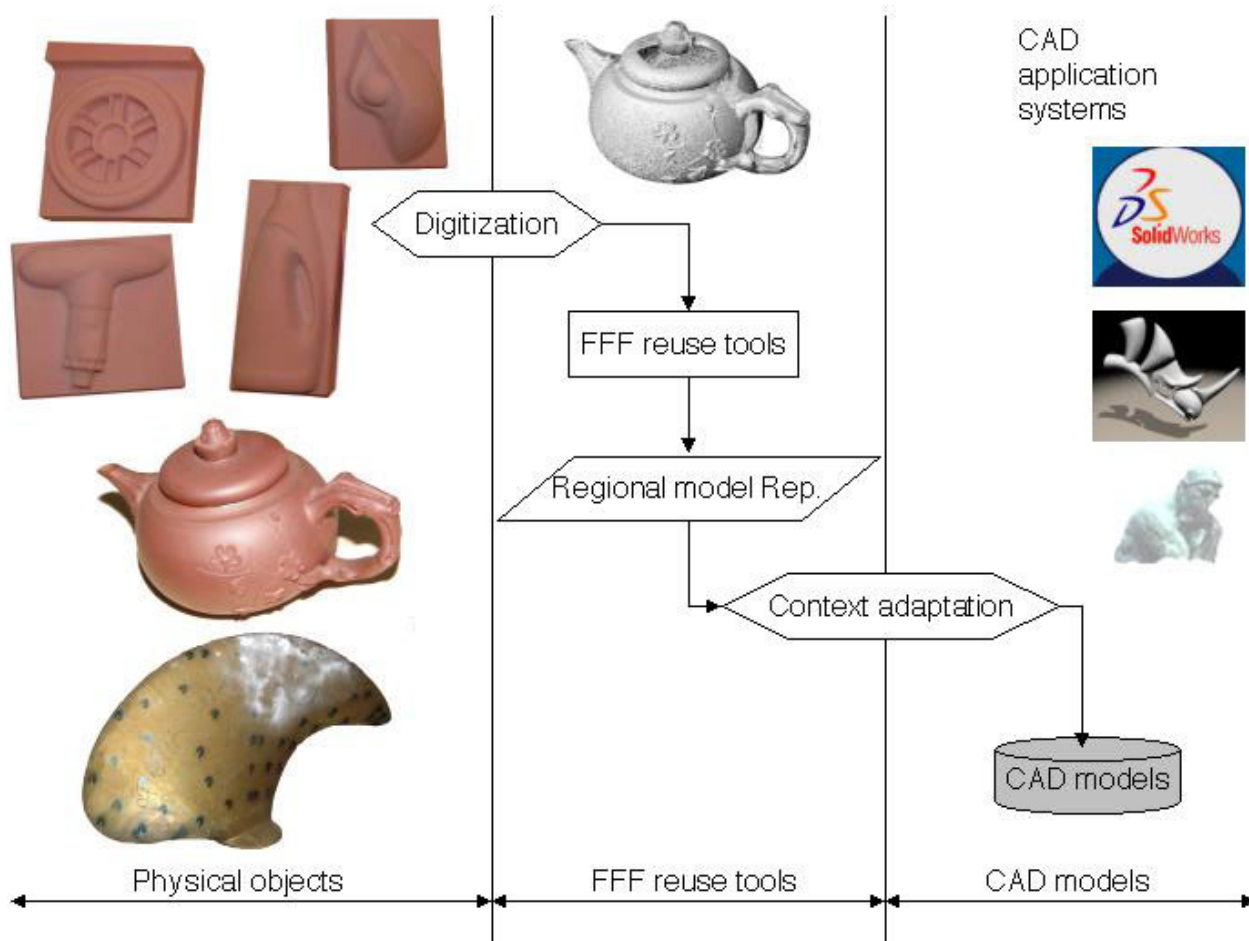 CAD
application
systems
Digitization
SolidWorks
FFF reuse tools
Regional model Rep.
Context adaptation
CAD models
Physical objects
FFF reuse tools
CAD models